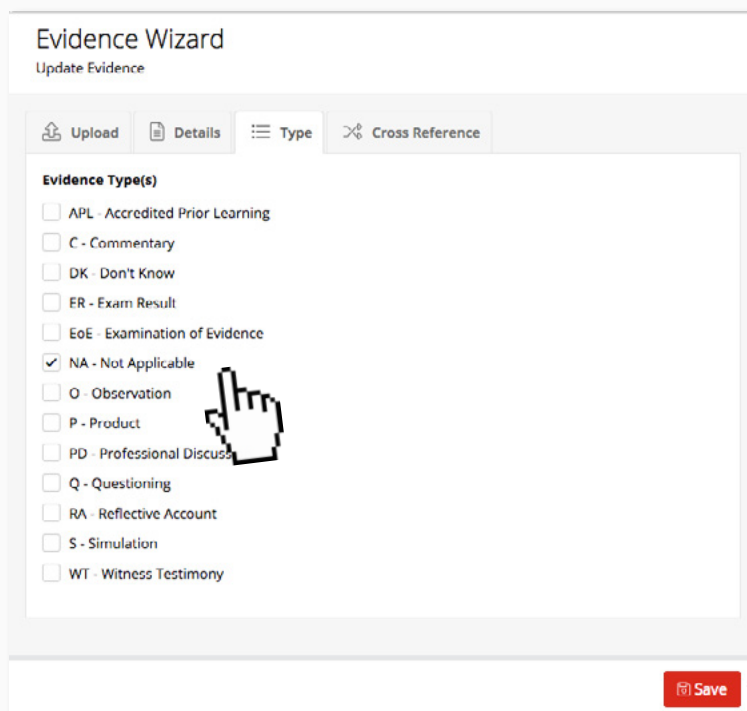 Evidence Wizard
Update Evidence
Upload Details Type Cross Reference
Evidence Type(s)
APL - Accredited Prior Learning
C - Commentary
DK - Don't Know
ER - Exam Result
EoE - Examination of Evidence
NA - Not Applicable
O - Observation
P - Product
PD - Professional Discuss
Q - Questioning
RA - Reflective Account
S - Simulation
WT - Witness Testimony
Save